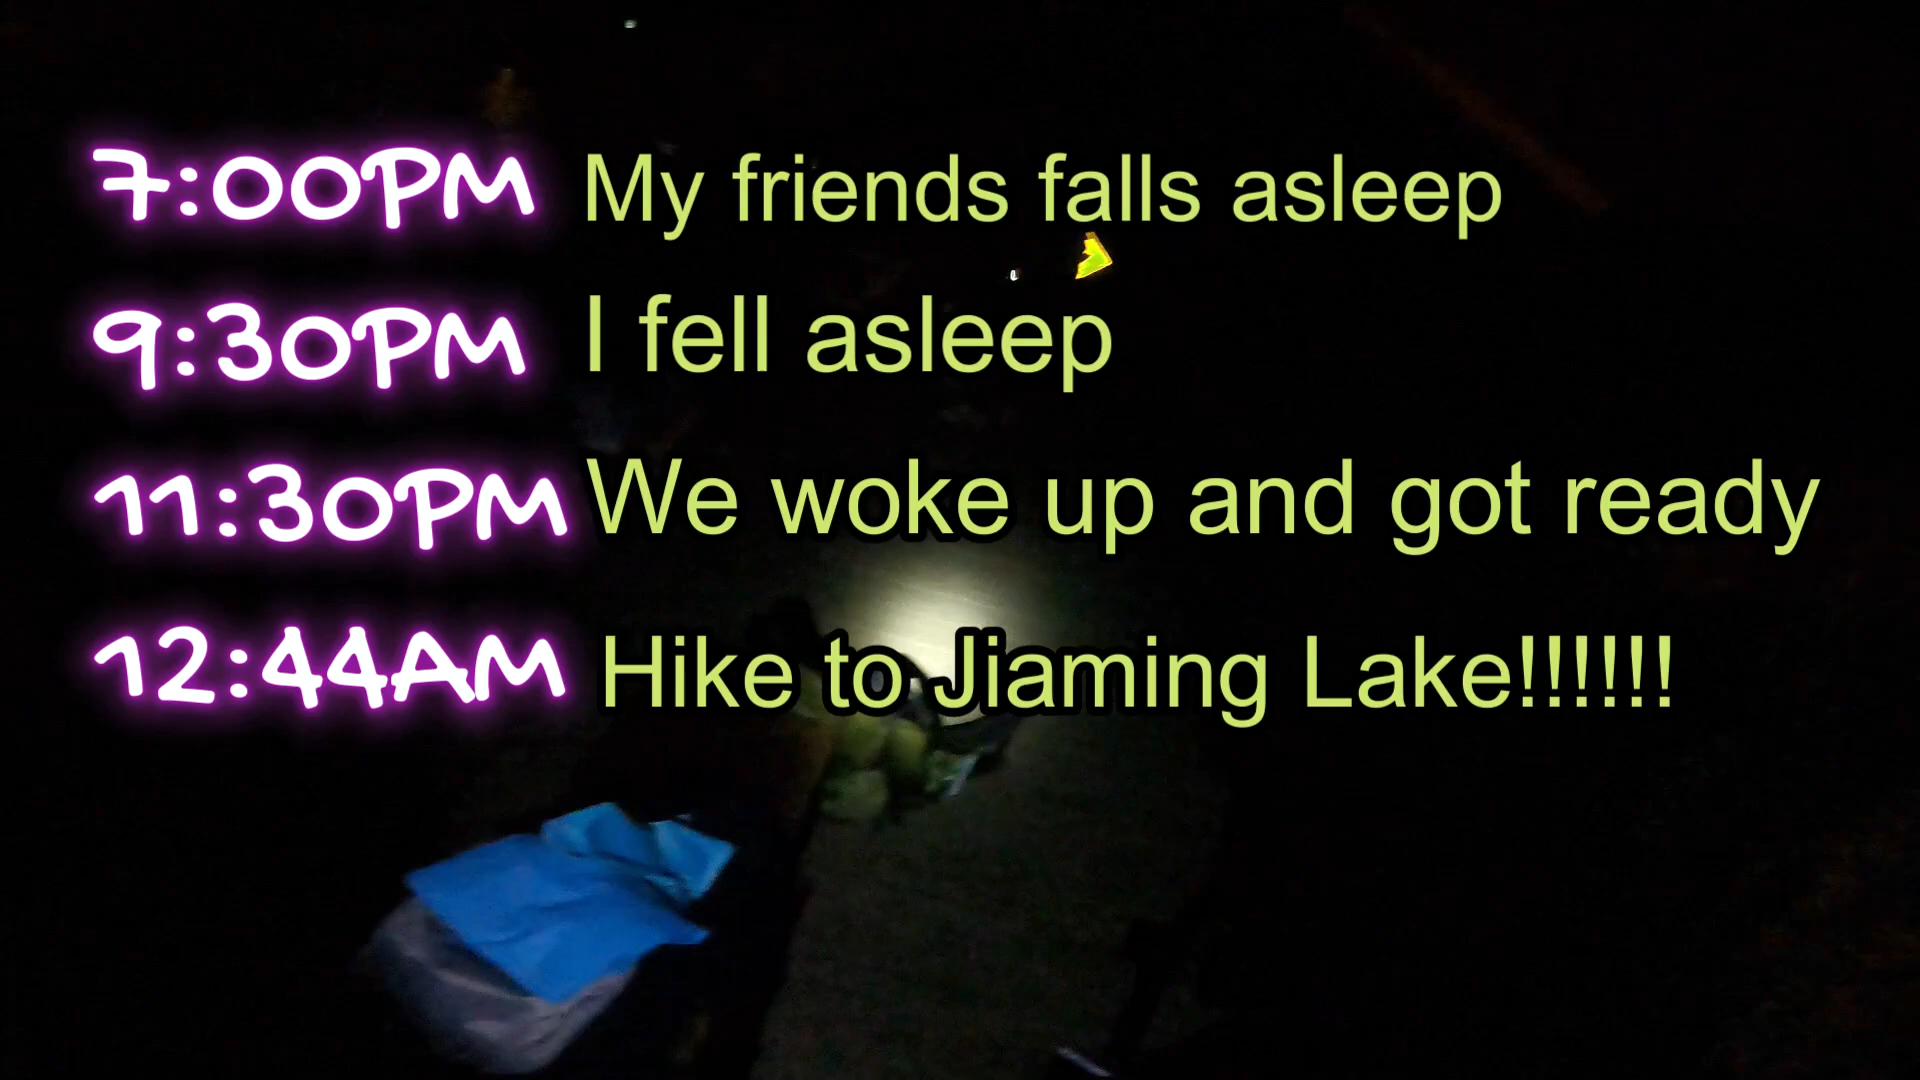 7:00PM My friends falls asleep
9:30PM I fell asleep
11:30PM We woke up and got ready
12:44AM Hike to Jiaming Lake!!!!!!